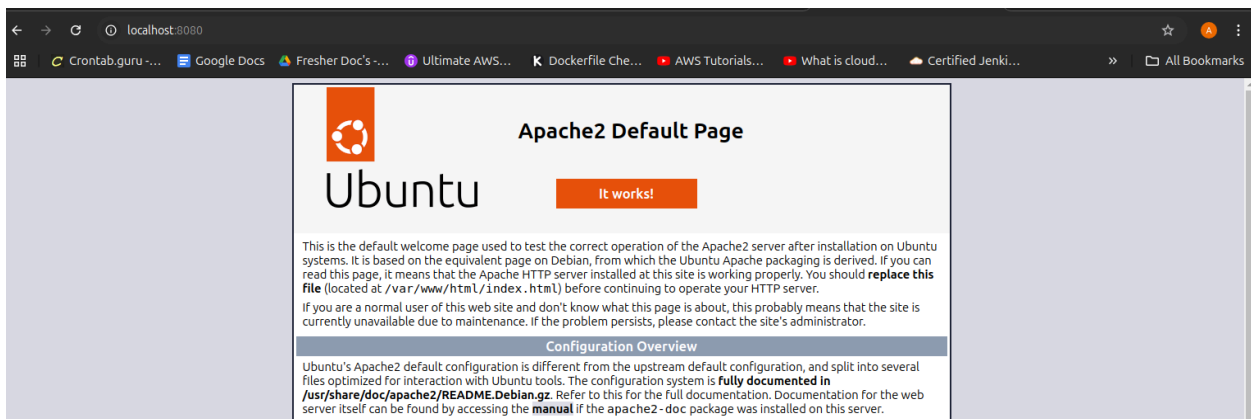 localhost:8080
A
Crontab.guru -... Google Docs Fresher Doc's -... Ultimate AWS... Dockerfile Che... AWS Tutorials... What is cloud... Certified Jenki... » All Bookmarks
Apache2 Default Page
Ubuntu
It works!
This is the default welcome page used to test the correct operation of the Apache2 server after installation on Ubuntu
systems. It is based on the equivalent page on Debian, from which the Ubuntu Apache packaging is derived. If you can
read this page, it means that the Apache HTTP server installed at this site is working properly. You should replace this
file (located at /var/www/html/index.html) before continuing to operate your HTTP server.
If you are a normal user of this web site and don't know what this page is about, this probably means that the site is
currently unavailable due to maintenance. If the problem persists, please contact the site's administrator.
Configuration Overview
Ubuntu's Apache2 default configuration is different from the upstream default configuration, and split into several
files optimized for interaction with Ubuntu tools. The configuration system is fully documented in
/usr/share/doc/apache2/README.Debian.gz. Refer to this for the full documentation. Documentation for the web
server itself can be found by accessing the manual if the apache2-doc package was installed on this server.